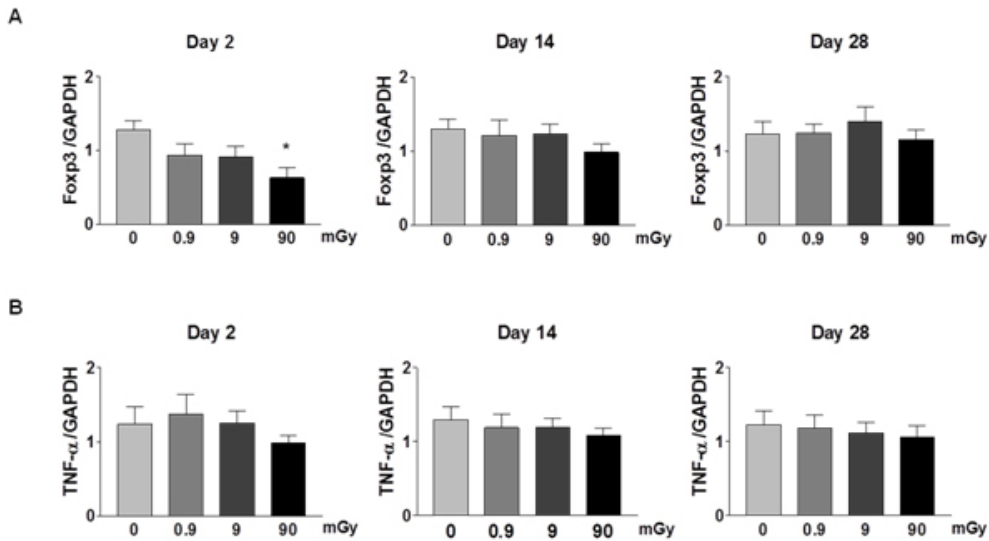 A
Day 2
Day 14
Day 28
Foxp3 /GAPDH
2
1
0
*
0 0.9 9 90 mGy
Foxp3 /GAPDH
2
1
0
0 0.9 9 90 mGy
Foxp3 /GAPDH
2
1
0
0 0.9 9 90 mGy
B
Day 2
Day 14
Day 28
TNF-α /GAPDH
2
1
0
0 0.9 9 90 mGy
TNF-α /GAPDH
2
1
0
0 0.9 9 90 mGy
TNF-α /GAPDH
2
1
0
0 0.9 9 90 mGy